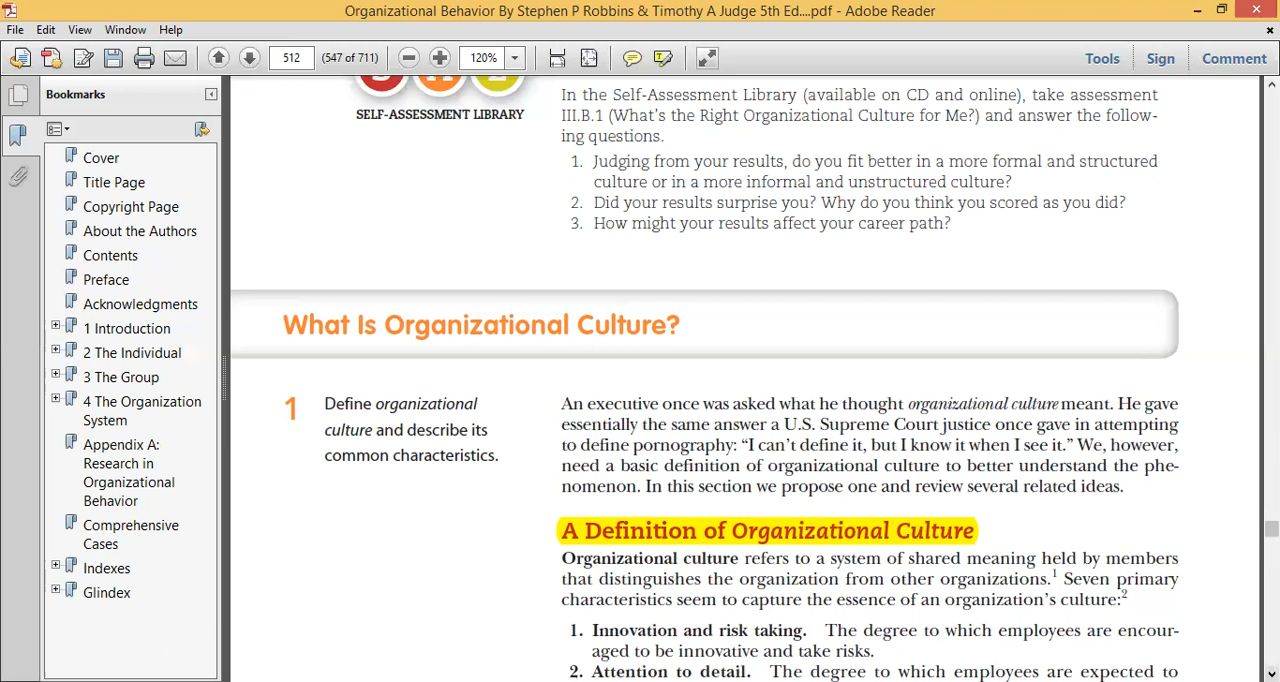 Organizational Behavior By Stephen P Robbins & Timothy A Judge 5th Ed....pdf - Adobe Reader
File Edit View Window Help
512 (547 of 711) 120% Tools Sign Comment
Bookmarks
Cover
Title Page
Copyright Page
About the Authors
Contents
Preface
Acknowledgments
1 Introduction
2 The Individual
3 The Group
4 The Organization
System
Appendix A:
Research in
Organizational
Behavior
Comprehensive
Cases
Indexes
Glindex
SELF-ASSESSMENT LIBRARY
In the Self-Assessment Library (available on CD and online), take assessment
III.B.1 (What's the Right Organizational Culture for Me?) and answer the follow-
ing questions.
1. Judging from your results, do you fit better in a more formal and structured
culture or in a more informal and unstructured culture?
2. Did your results surprise you? Why do you think you scored as you did?
3. How might your results affect your career path?
What Is Organizational Culture?
1 Define organizational
culture and describe its
common characteristics.
An executive once was asked what he thought organizational culture meant. He gave
essentially the same answer a U.S. Supreme Court justice once gave in attempting
to define pornography: “I can't define it, but I know it when I see it.” We, however,
need a basic definition of organizational culture to better understand the phe-
nomenon. In this section we propose one and review several related ideas.
A Definition of Organizational Culture
Organizational culture refers to a system of shared meaning held by members
that distinguishes the organization from other organizations.1 Seven primary
characteristics seem to capture the essence of an organization's culture:2
1. Innovation and risk taking. The degree to which employees are encour-
aged to be innovative and take risks.
2. Attention to detail. The degree to which employees are expected to